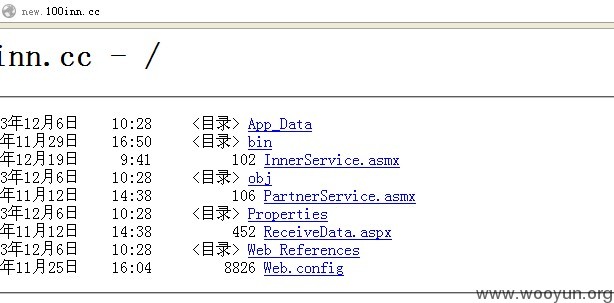 new.100inn.cc
inn.cc - /
3年12月6日 10:28 <目录> App_Data
年11月29日 16:50 <目录> bin
年12月19日 9:41 102 InnerService.asmx
3年12月6日 10:28 <目录> obj
年11月12日 14:38 106 PartnerService.asmx
3年12月6日 10:28 <目录> Properties
年11月12日 14:38 452 ReceiveData.aspx
3年12月6日 10:28 <目录> Web References
年11月25日 16:04 8826 Web.config
www.wooyun.org